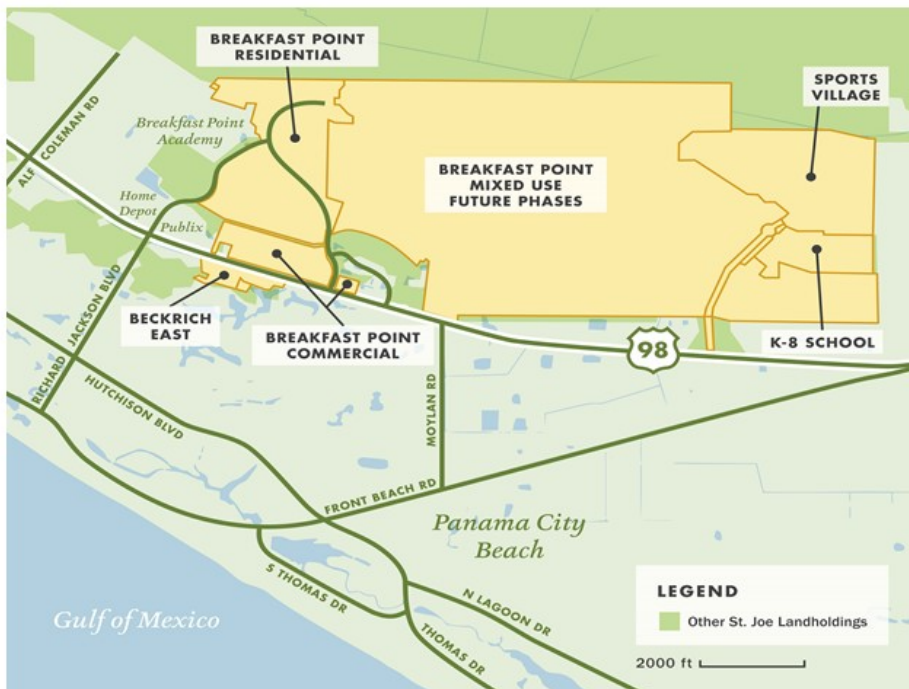 BREAKFAST POINT
RESIDENTIAL
SPORTS
VILLAGE
ALF COLEMAN RD
Breakfast Point
Academy
BREAKFAST POINT
MIXED USE
FUTURE PHASES
Home
Depot
Publix
BECKRICH
EAST
BREAKFAST POINT
COMMERCIAL
98
K-8 SCHOOL
RICHARD JACKSON BLVD
HUTCHISON BLVD
MOYLAN RD
FRONT BEACH RD
Panama City
Beach
S THOMAS DR
N LAGOON DR
THOMAS DR
Gulf of Mexico
LEGEND
Other St. Joe Landholdings
2000 ft